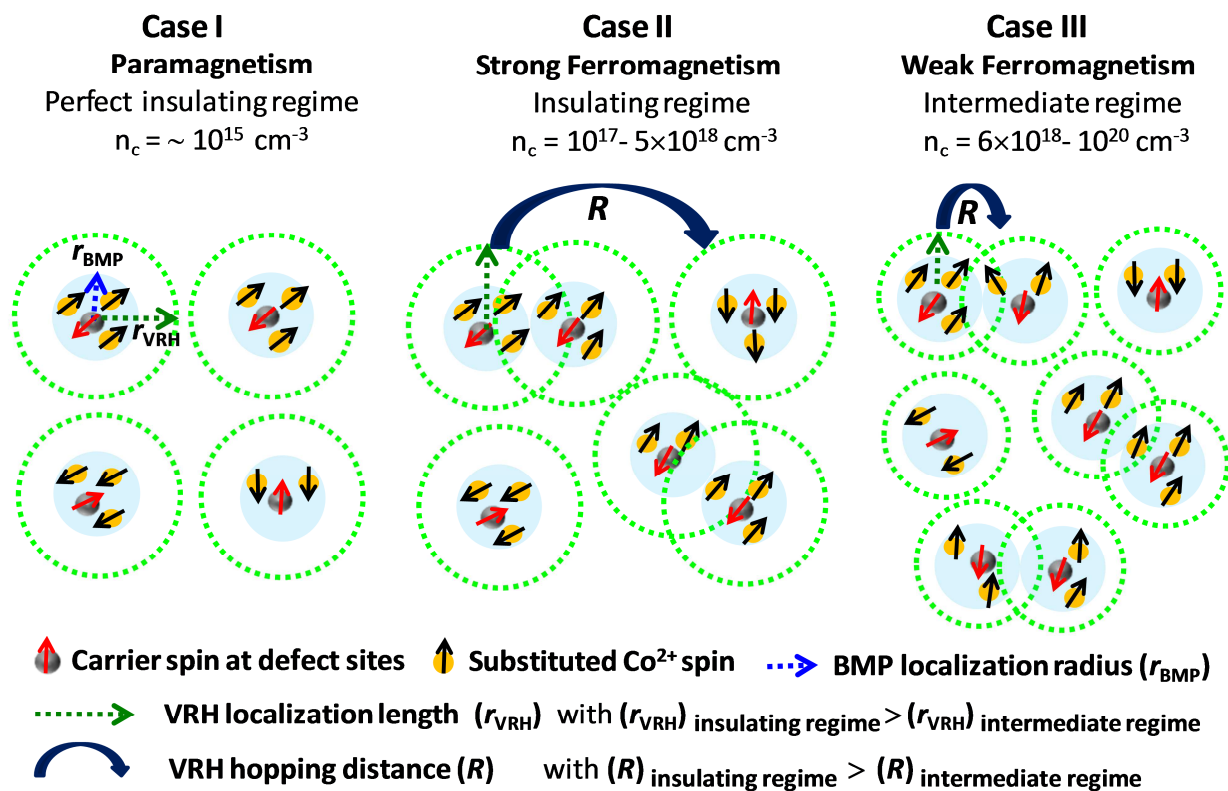 Case I
Paramagnetism
Perfect insulating regime
n_c = ~ 10^15 cm^-3
Case II
Strong Ferromagnetism
Insulating regime
n_c = 10^17- 5×10^18 cm^-3
Case III
Weak Ferromagnetism
Intermediate regime
n_c = 6×10^18- 10^20 cm^-3
r_BMP
r_VRH
R
R
Carrier spin at defect sites
Substituted Co^2+ spin
BMP localization radius (r_BMP)
VRH localization length (r_VRH) with (r_VRH) insulating regime > (r_VRH) intermediate regime
VRH hopping distance (R) with (R) insulating regime > (R) intermediate regime